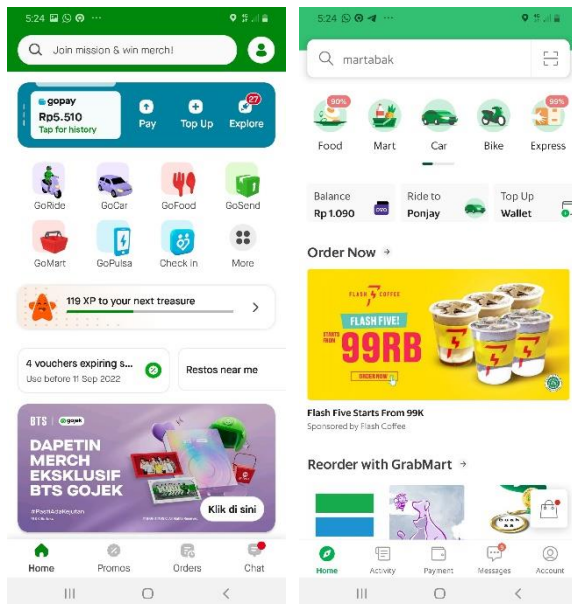 5:24
5:24
Join mission & win merch!
gopay
Rp5.510
Tap for history
Pay
Top Up
27
Explore
GoRide
GoCar
GoFood
GoSend
GoMart
GoPulsa
Check in
More
119 XP to your next treasure
4 vouchers expiring s...
Use before 11 Sep 2022
Restos near me
BTS | gojek
DAPETIN
MERCH
EKSKLUSIF
BTS GOJEK
#PastiAdaKejutan
Klik di sini
Home
Promos
Orders
Chat
5:24
martabak
90%
99%
Food
Mart
Car
Bike
Express
Balance
Rp 1.090
OVO
Ride to
Ponjay
Top Up
Wallet
Order Now
FLASH COFFEE
FLASH FIVE!
STARTS
FROM
99RB
ORDER NOW
Flash Five Starts From 99K
Sponsored by Flash Coffee
Reorder with GrabMart
Home
Activity
Payment
Messages
Account